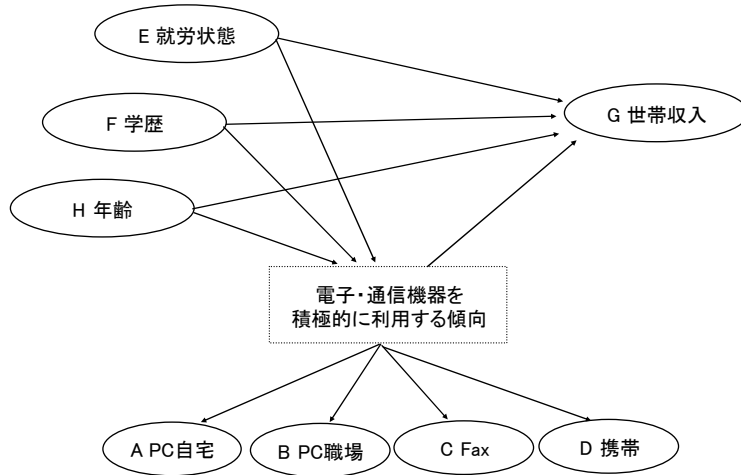 E 就労状態
F 学歴
G 世帯収入
H 年齢
電子・通信機器を
積極的に利用する傾向
A PC自宅
B PC職場
C Fax
D 携帯